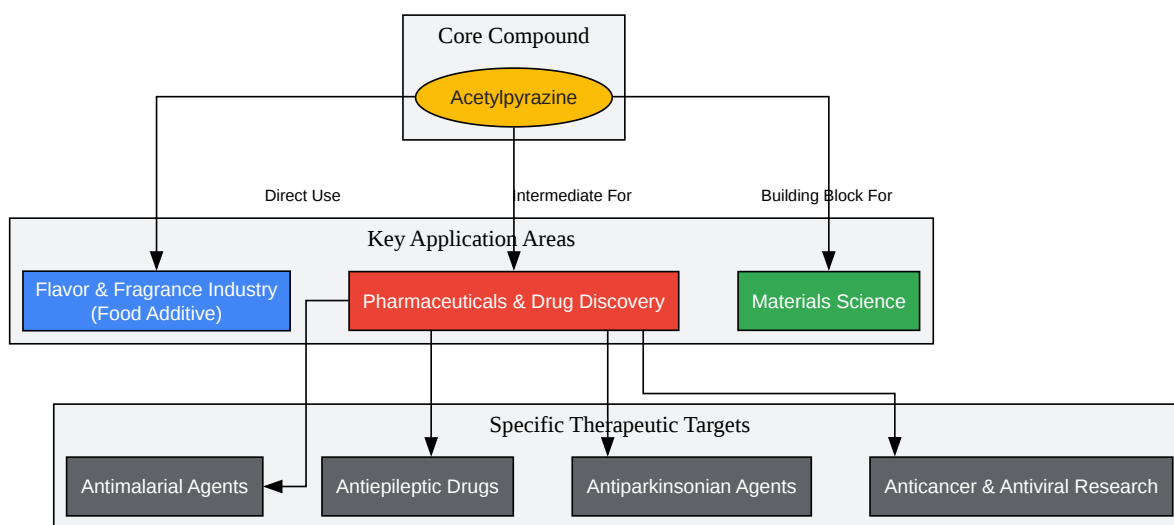 Core Compound
Acetylpyrazine
Direct Use
Intermediate For
Building Block For
Key Application Areas
Flavor & Fragrance Industry
(Food Additive)
Pharmaceuticals & Drug Discovery
Materials Science
Specific Therapeutic Targets
Antimalarial Agents
Antiepileptic Drugs
Antiparkinsonian Agents
Anticancer & Antiviral Research